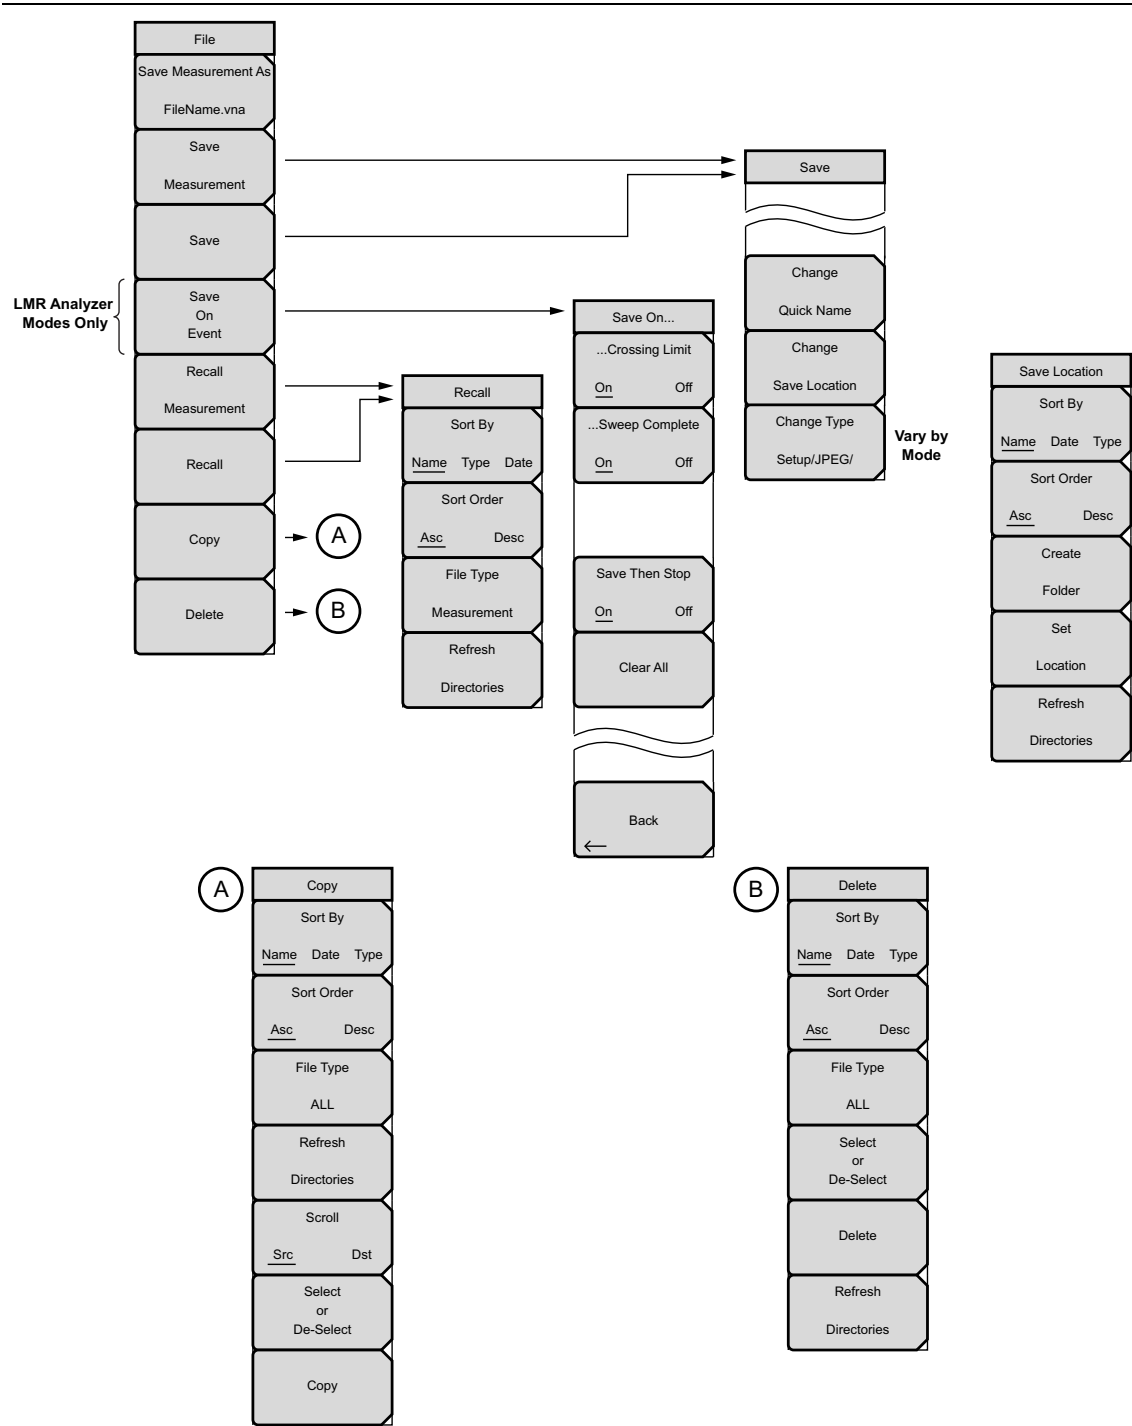 File
Save Measurement As
FileName.vna
Save
Measurement
Save
LMR Analyzer
Modes Only
Save
On
Event
Recall
Measurement
Recall
Copy
A
Delete
B
Recall
Sort By
Name Type Date
Sort Order
Asc Desc
File Type
Measurement
Refresh
Directories
Save On...
...Crossing Limit
On Off
...Sweep Complete
On Off
Save Then Stop
On Off
Clear All
Back
Save
Change
Quick Name
Change
Save Location
Change Type
Setup/JPEG/
Vary by
Mode
Save Location
Sort By
Name Date Type
Sort Order
Asc Desc
Create
Folder
Set
Location
Refresh
Directories
A
Copy
Sort By
Name Date Type
Sort Order
Asc Desc
File Type
ALL
Refresh
Directories
Scroll
Src Dst
Select
or
De-Select
Copy
B
Delete
Sort By
Name Date Type
Sort Order
Asc Desc
File Type
ALL
Select
or
De-Select
Delete
Refresh
Directories